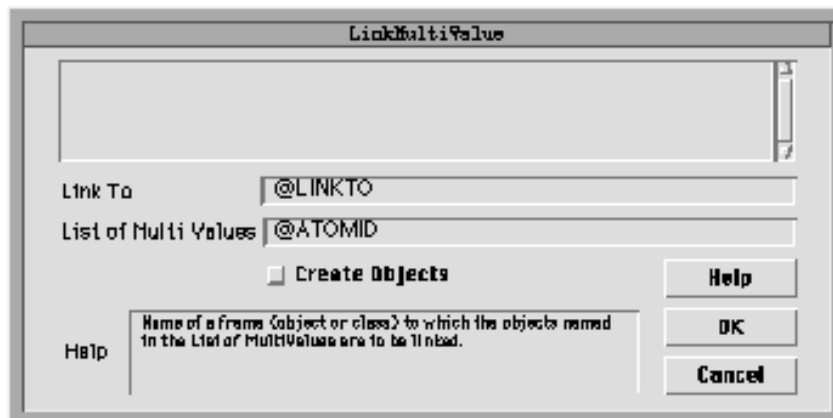 LinkMultiValue
Link To
@LINKTO
List of Multi Values
@ATOMID
Create Objects
Help
OK
Cancel
Help
Name of a frame (object or class) to which the objects named
in the List of MultiValues are to be linked.